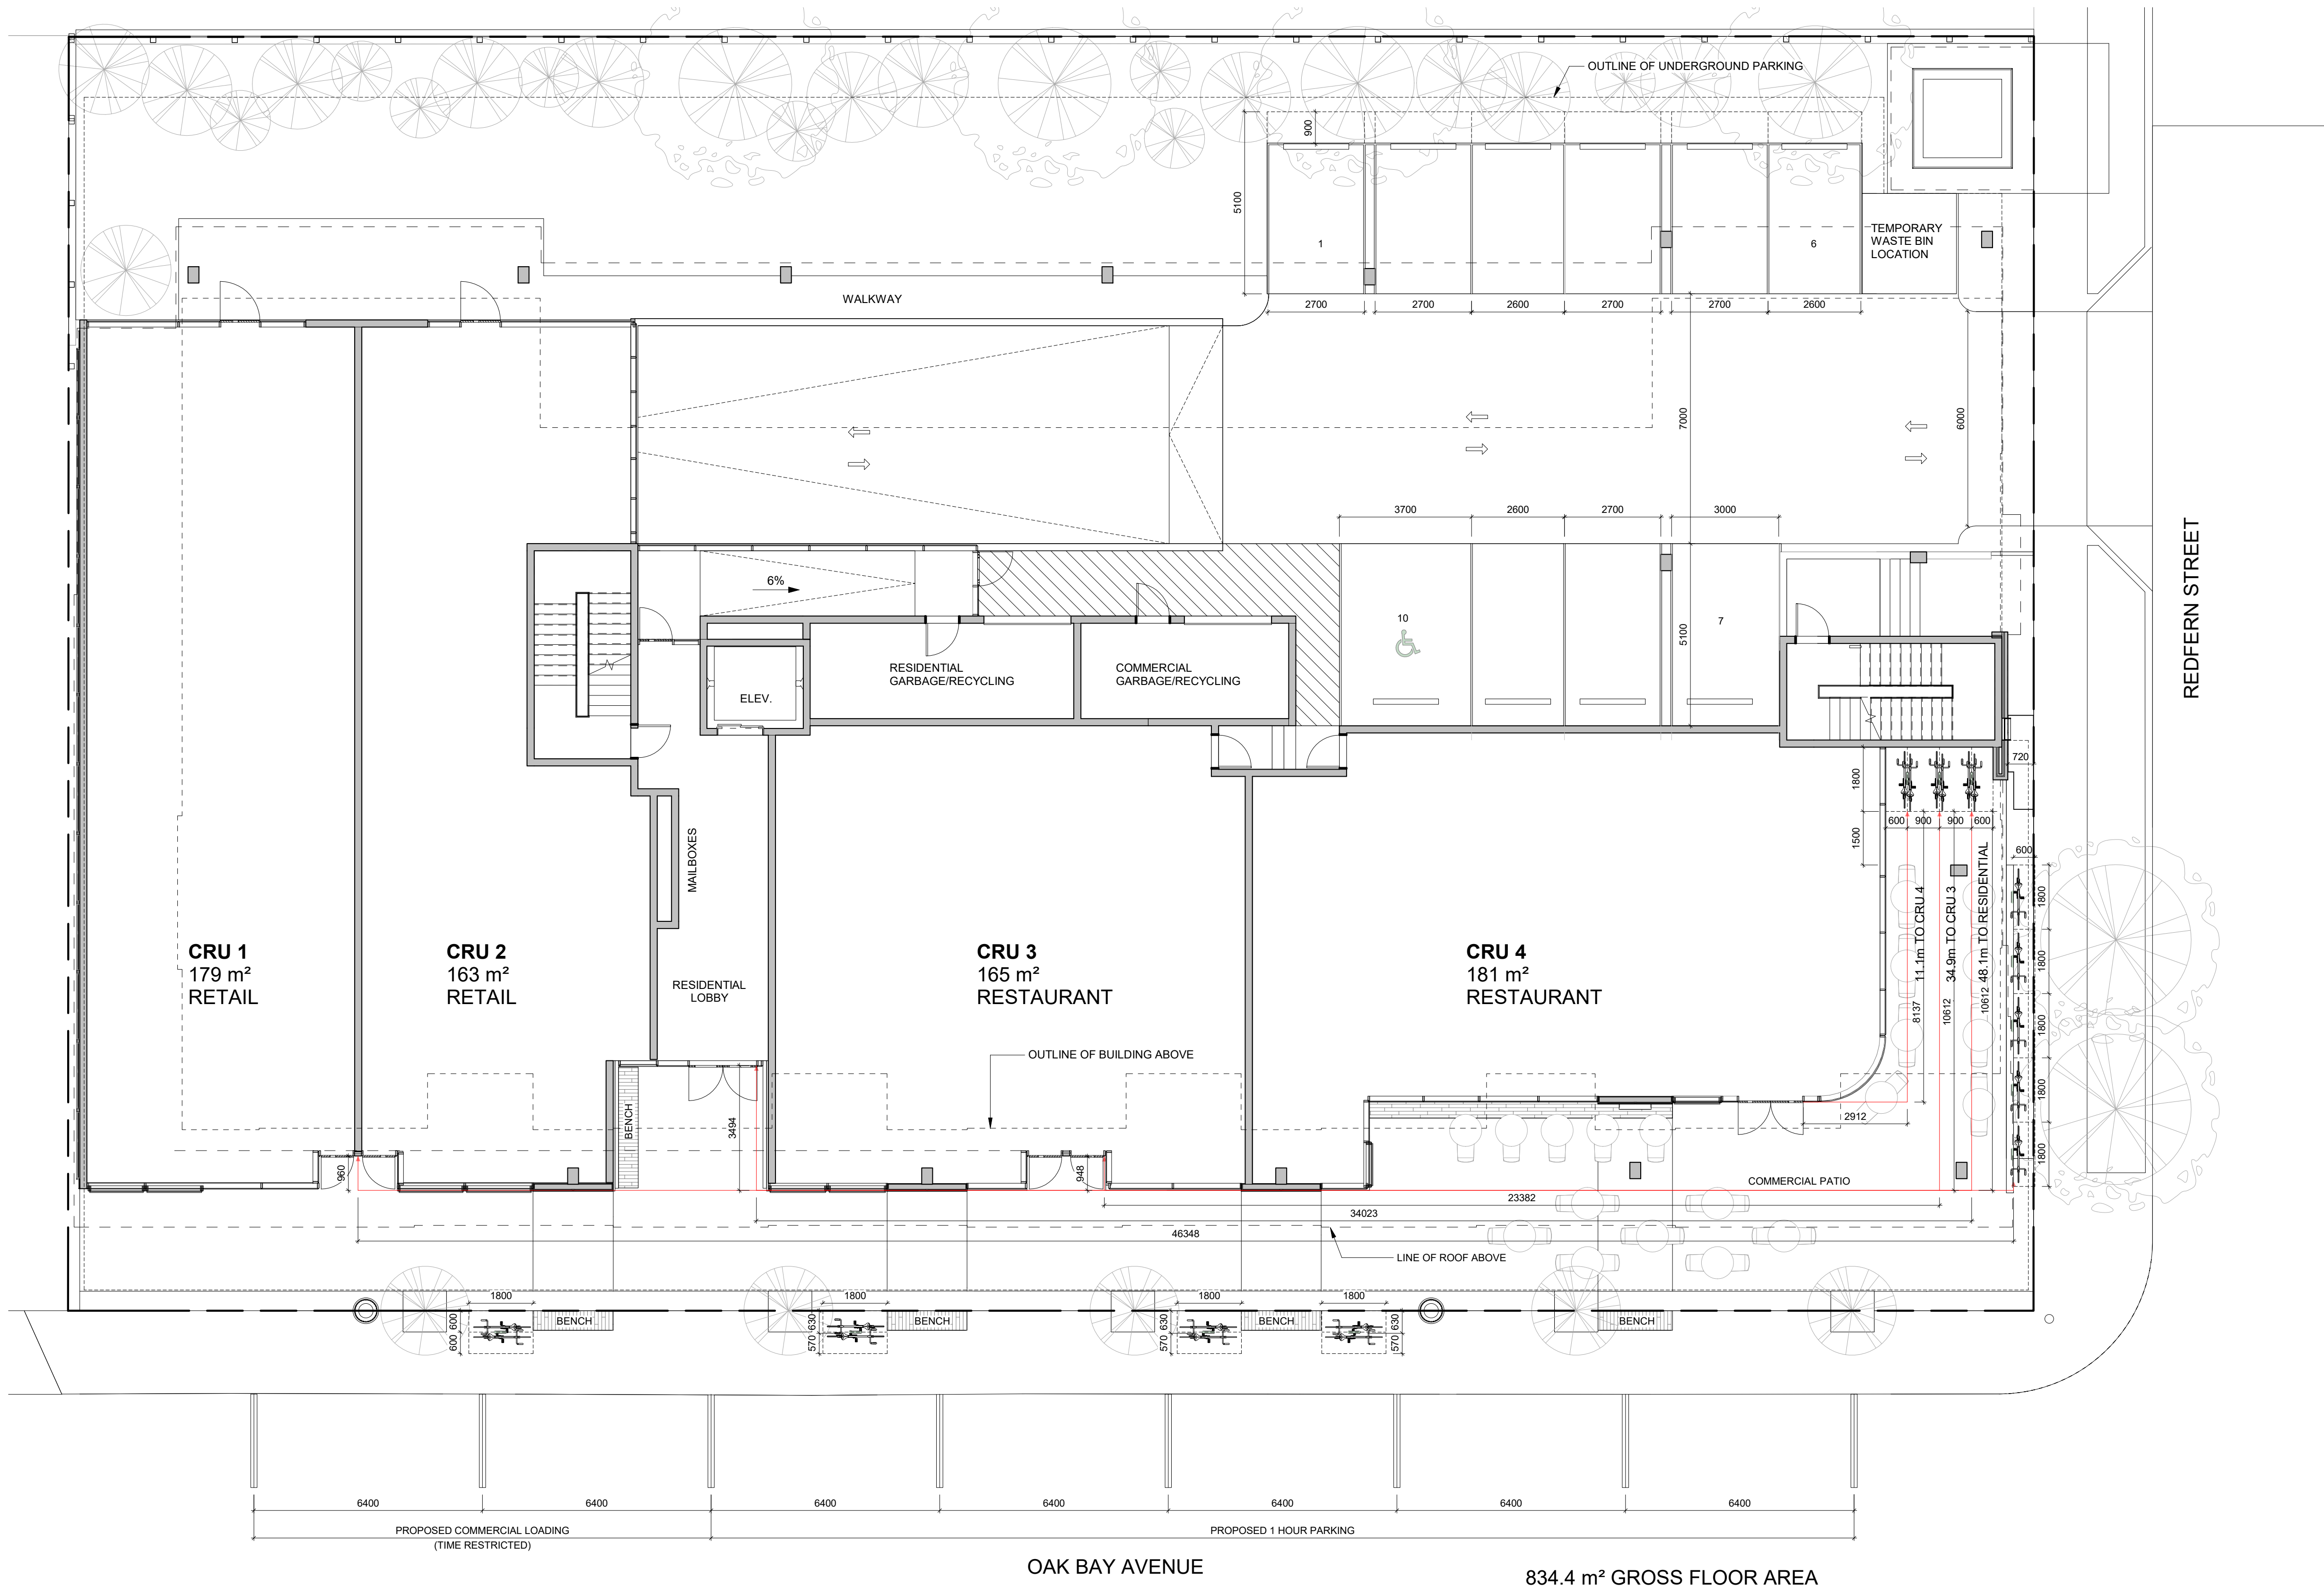 OUTLINE OF UNDERGROUND PARKING
900
5100
1
6
TEMPORARY
WASTE BIN
LOCATION
WALKWAY
2700
2700
2600
2700
2700
2600
7000
6000
3700
2600
2700
3000
6%
10
7
5100
RESIDENTIAL
GARBAGE/RECYCLING
COMMERCIAL
GARBAGE/RECYCLING
ELEV.
REDFERN STREET
720
1800
1500
600
900
900
600
600
MAILBOXES
CRU 1
179 m²
RETAIL
CRU 2
163 m²
RETAIL
RESIDENTIAL
LOBBY
CRU 3
165 m²
RESTAURANT
CRU 4
181 m²
RESTAURANT
11.1m TO CRU 4
34.9m TO CRU 3
48.1m TO RESIDENTIAL
8137
10612
10612
1800
1800
1800
1800
1800
OUTLINE OF BUILDING ABOVE
BENCH
3494
2912
960
948
COMMERCIAL PATIO
23382
34023
46348
LINE OF ROOF ABOVE
1800
1800
1800
1800
600
600
BENCH
630
570
BENCH
630
570
BENCH
630
570
BENCH
6400
6400
6400
6400
6400
6400
6400
PROPOSED COMMERCIAL LOADING
(TIME RESTRICTED)
PROPOSED 1 HOUR PARKING
OAK BAY AVENUE
834.4 m² GROSS FLOOR AREA